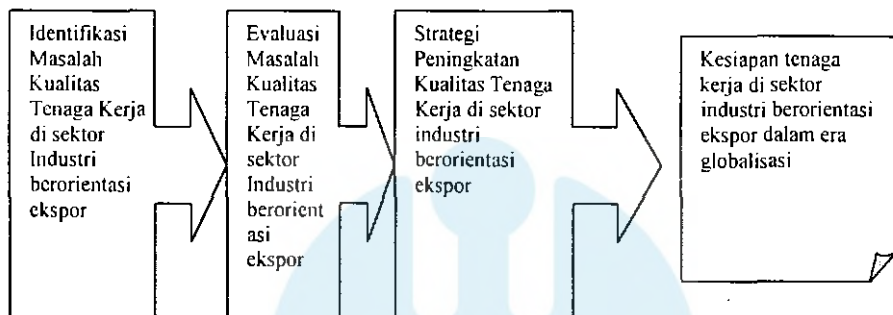 Identifikasi
Masalah
Kualitas
Tenaga Kerja
di sektor
Industri
berorientasi
ekspor
Evaluasi
Masalah
Kualitas
Tenaga
Kerja di
sektor
Industri
berorient
asi
ekspor
Strategi
Peningkatan
Kualitas Tenaga
Kerja di sektor
industri
berorientasi
ekspor
Kesiapan tenaga
kerja di sektor
industri berorientasi
ekspor dalam era
globalisasi